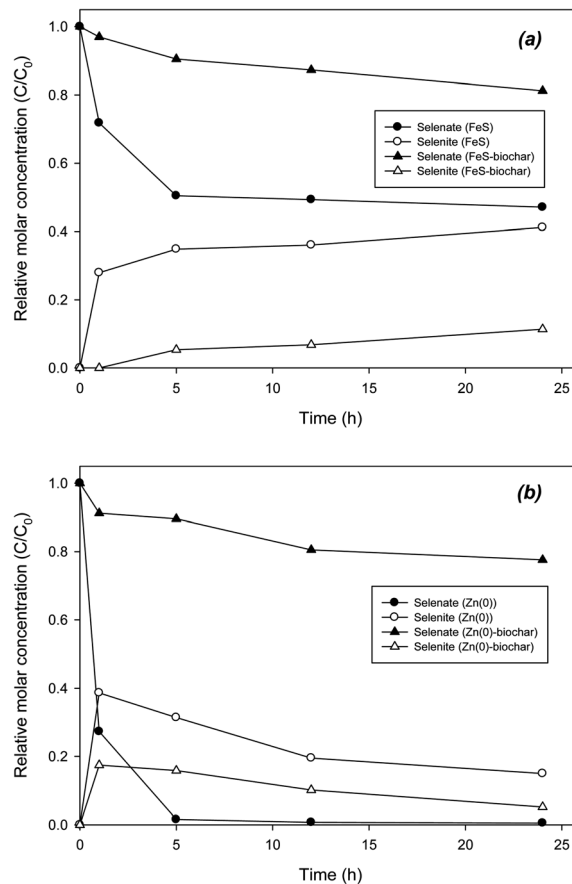 (a)
1.0
0.8
0.6
0.4
0.2
0.0
Relative molar concentration (C/C0)
Selenate (FeS)
Selenite (FeS)
Selenate (FeS-biochar)
Selenite (FeS-biochar)
0 5 10 15 20 25
Time (h)
(b)
1.0
0.8
0.6
0.4
0.2
0.0
Relative molar concentration (C/C0)
Selenate (Zn(0))
Selenite (Zn(0))
Selenate (Zn(0)-biochar)
Selenite (Zn(0)-biochar)
0 5 10 15 20 25
Time (h)